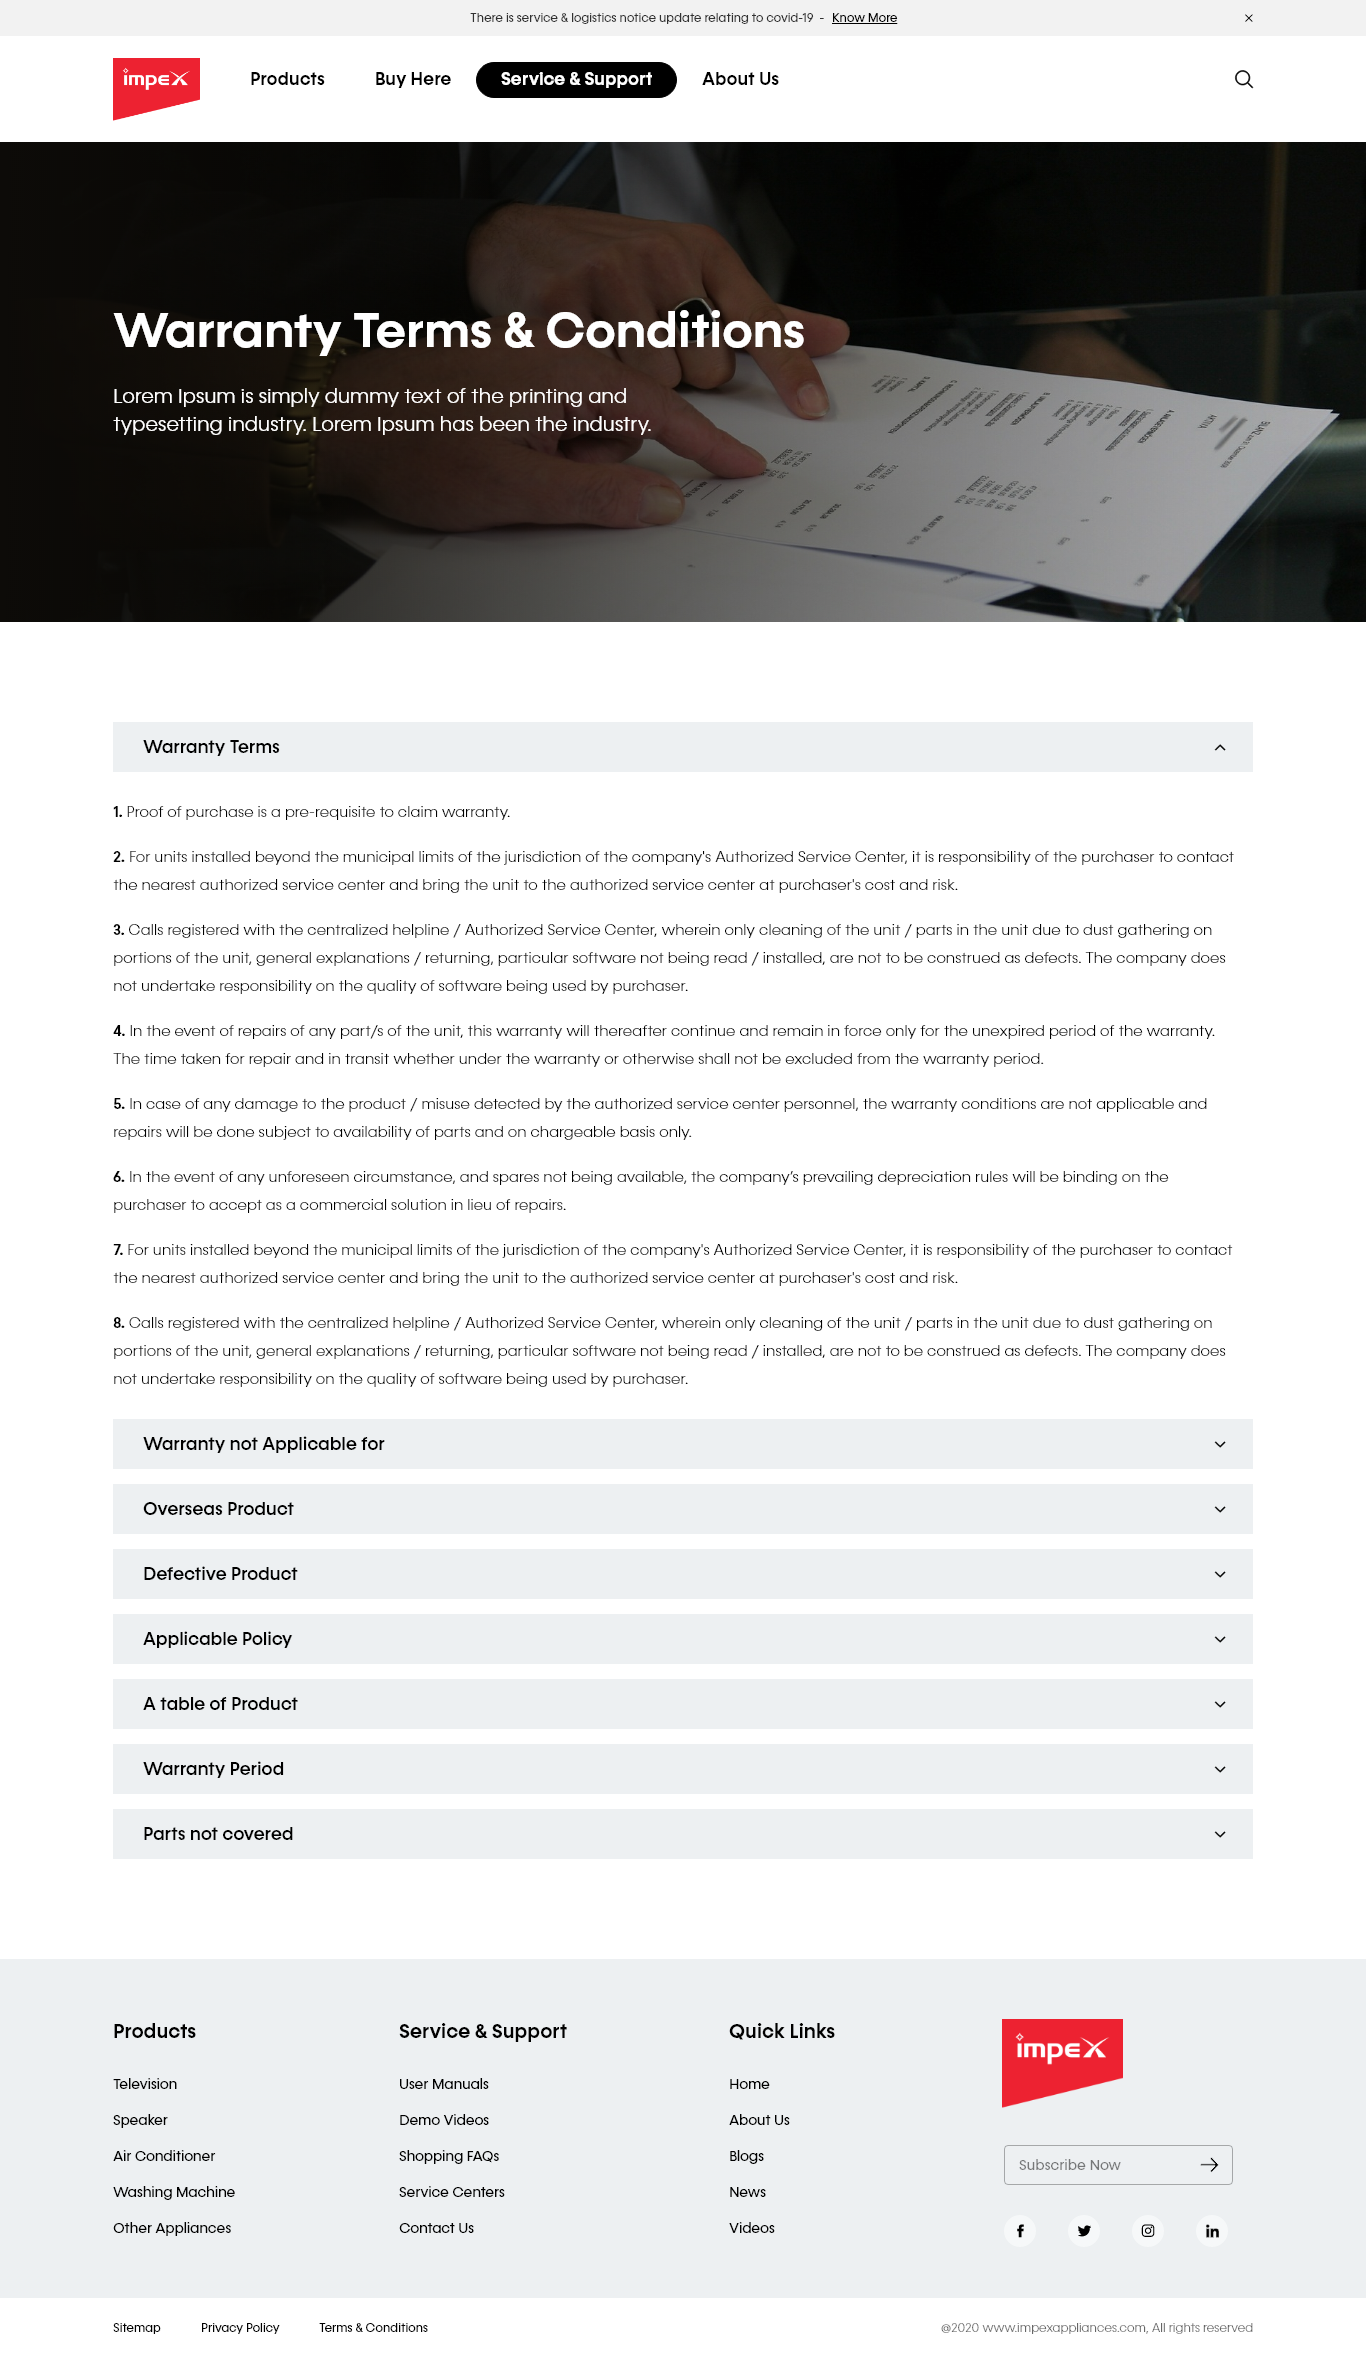 There is service & logistics notice update relating to covid-19 - Know More
impex
Products Buy Here Service & Support About Us
Warranty Terms & Conditions
Lorem Ipsum is simply dummy text of the printing and
typesetting industry. Lorem Ipsum has been the industry.
Warranty Terms
1. Proof of purchase is a pre-requisite to claim warranty.
2. For units installed beyond the municipal limits of the jurisdiction of the company's Authorized Service Center, it is responsibility of the purchaser to contact
the nearest authorized service center and bring the unit to the authorized service center at purchaser's cost and risk.
3. Calls registered with the centralized helpline / Authorized Service Center, wherein only cleaning of the unit / parts in the unit due to dust gathering on
portions of the unit, general explanations / returning, particular software not being read / installed, are not to be construed as defects. The company does
not undertake responsibility on the quality of software being used by purchaser.
4. In the event of repairs of any part/s of the unit, this warranty will thereafter continue and remain in force only for the unexpired period of the warranty.
The time taken for repair and in transit whether under the warranty or otherwise shall not be excluded from the warranty period.
5. In case of any damage to the product / misuse detected by the authorized service center personnel, the warranty conditions are not applicable and
repairs will be done subject to availability of parts and on chargeable basis only.
6. In the event of any unforeseen circumstance, and spares not being available, the company’s prevailing depreciation rules will be binding on the
purchaser to accept as a commercial solution in lieu of repairs.
7. For units installed beyond the municipal limits of the jurisdiction of the company's Authorized Service Center, it is responsibility of the purchaser to contact
the nearest authorized service center and bring the unit to the authorized service center at purchaser's cost and risk.
8. Calls registered with the centralized helpline / Authorized Service Center, wherein only cleaning of the unit / parts in the unit due to dust gathering on
portions of the unit, general explanations / returning, particular software not being read / installed, are not to be construed as defects. The company does
not undertake responsibility on the quality of software being used by purchaser.
Warranty not Applicable for
Overseas Product
Defective Product
Applicable Policy
A table of Product
Warranty Period
Parts not covered
Products
Television
Speaker
Air Conditioner
Washing Machine
Other Appliances
Service & Support
User Manuals
Demo Videos
Shopping FAQs
Service Centers
Contact Us
Quick Links
Home
About Us
Blogs
News
Videos
impex
Subscribe Now
Sitemap Privacy Policy Terms & Conditions
@2020 www.impexappliances.com, All rights reserved